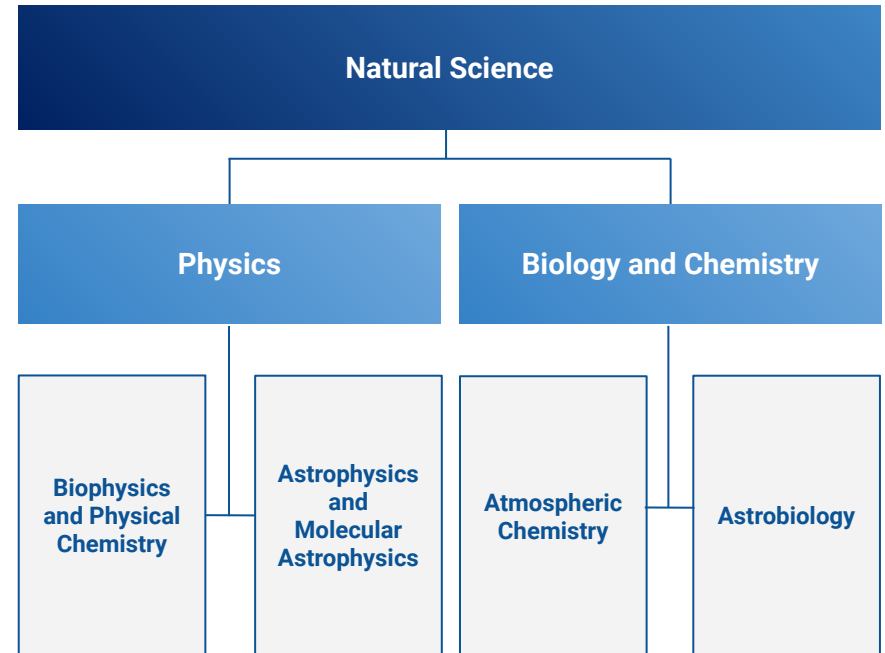 Natural Science
Physics
Biology and Chemistry
Biophysics
and Physical
Chemistry
Astrophysics
and
Molecular
Astrophysics
Atmospheric
Chemistry
Astrobiology